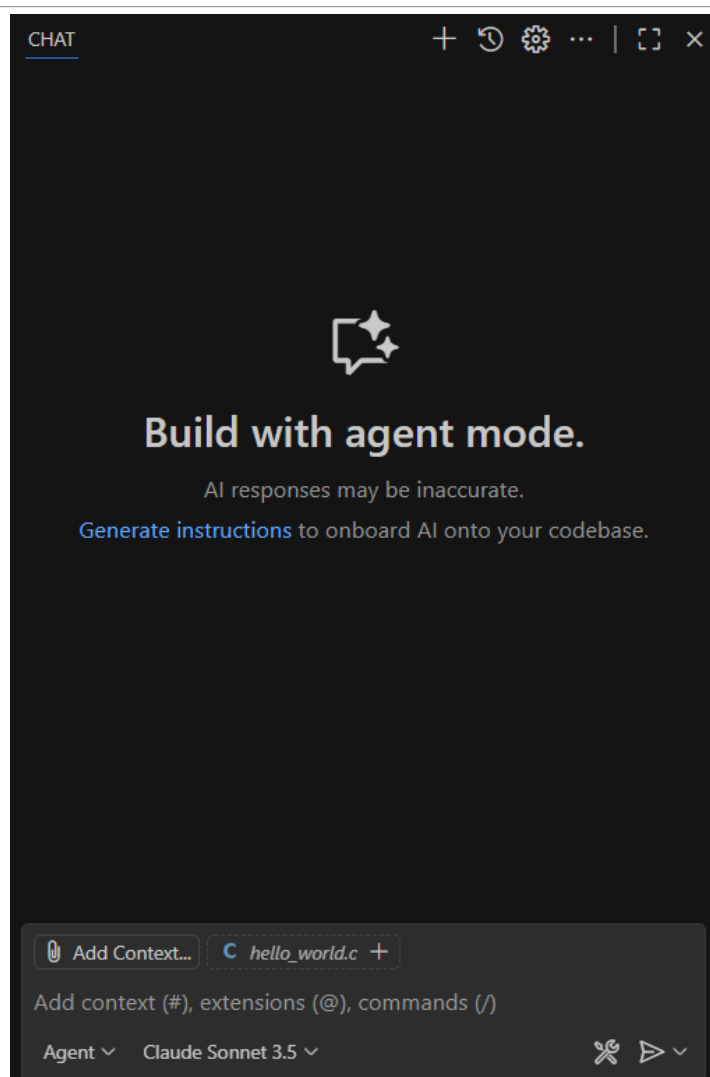 CHAT
Build with agent mode.
AI responses may be inaccurate.
Generate instructions to onboard AI onto your codebase.
Add Context...  C hello_world.c +
Add context (#), extensions (@), commands (/)
Agent  Claude Sonnet 3.5